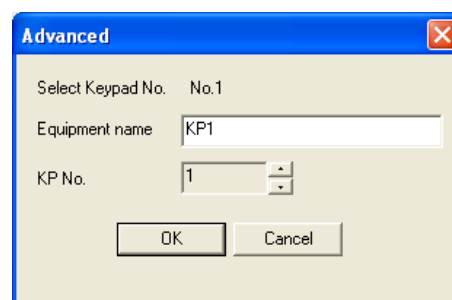 Advanced
Select Keypad No. No.1
Equipment name KP1
KP No. 1
OK Cancel